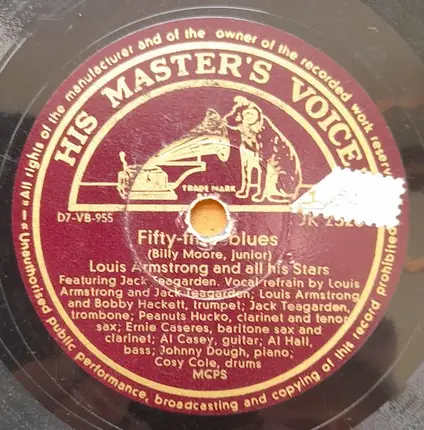 «All rights of the manufacturer and of the owner of the recorded work reserved
Unauthorised public performance, broadcasting and copying of this record prohibited
HIS MASTER'S VOICE
TRADE MARK
D7-VB-955
JK
blues
(Billy Moore, junior)
Louis Armstrong and all his Stars
Featuring Jack Teagarden. Vocal refrain by Louis
Armstrong and Jack Teagarden; Louis Armstrong
and Bobby Hackett, trumpet; Jack Teagarden,
trombone; Peanuts Hucko, clarinet and tenor
sax; Ernie Caseres, baritone sax and
clarinet; Al Casey, guitar; Al Hall,
bass; Johnny Dough, piano;
Cosy Cole, drums
MCPS